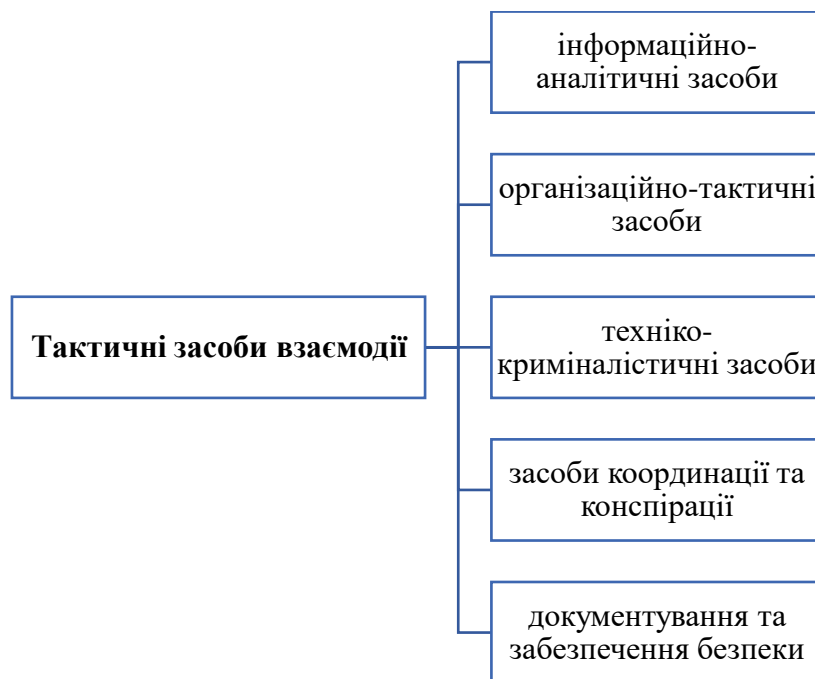 інформаційно-
аналітичні засоби
організаційно-тактичні
засоби
Тактичні засоби взаємодії
техніко-
криміналістичні засоби
засоби координації та
конспірації
документування та
забезпечення безпеки